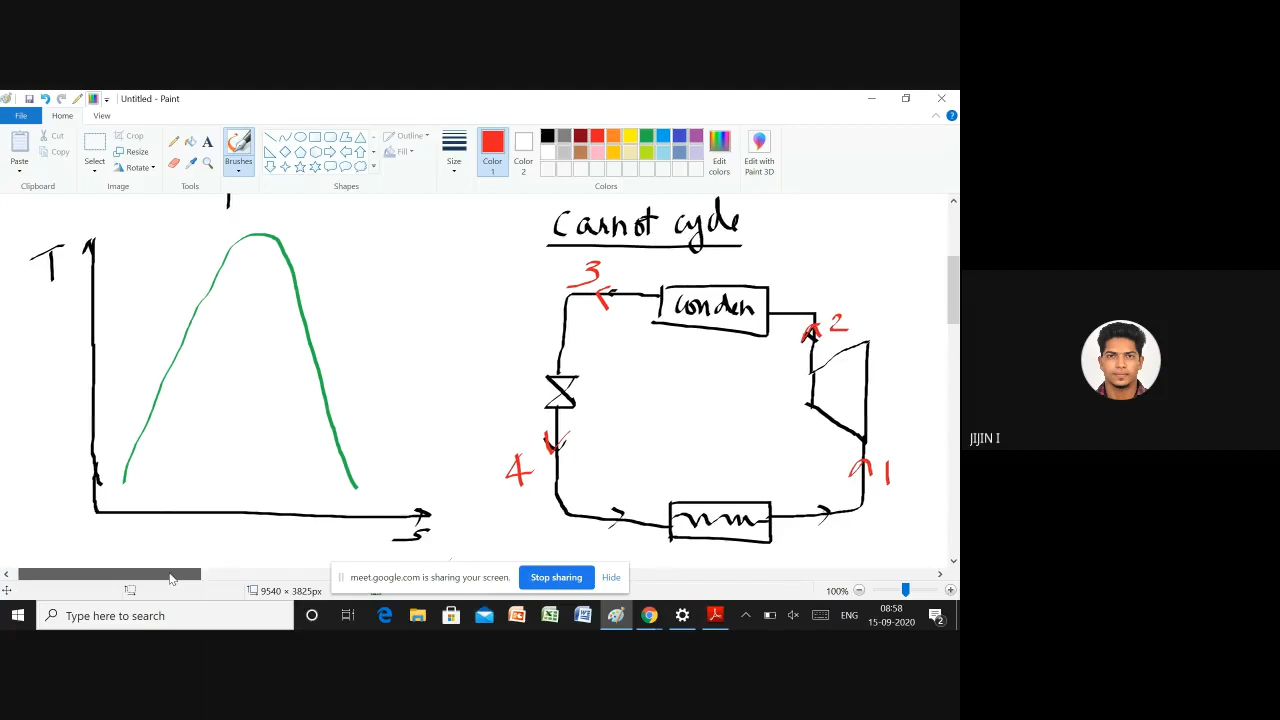 Untitled - Paint
File
Home
View
Paste
Cut
Copy
Clipboard
Select
Crop
Resize
Rotate
Image
Tools
Brushes
Outline
Fill
Shapes
Size
Color
1
Color
2
Edit
colors
Edit with
Paint 3D
Colors
Carnot cycle
T
3
conden
2
4
1
S
meet.google.com is sharing your screen.
Stop sharing
Hide
9540 × 3825px
100%
Type here to search
ENG
08:58
15-09-2020
2
JIJIN I